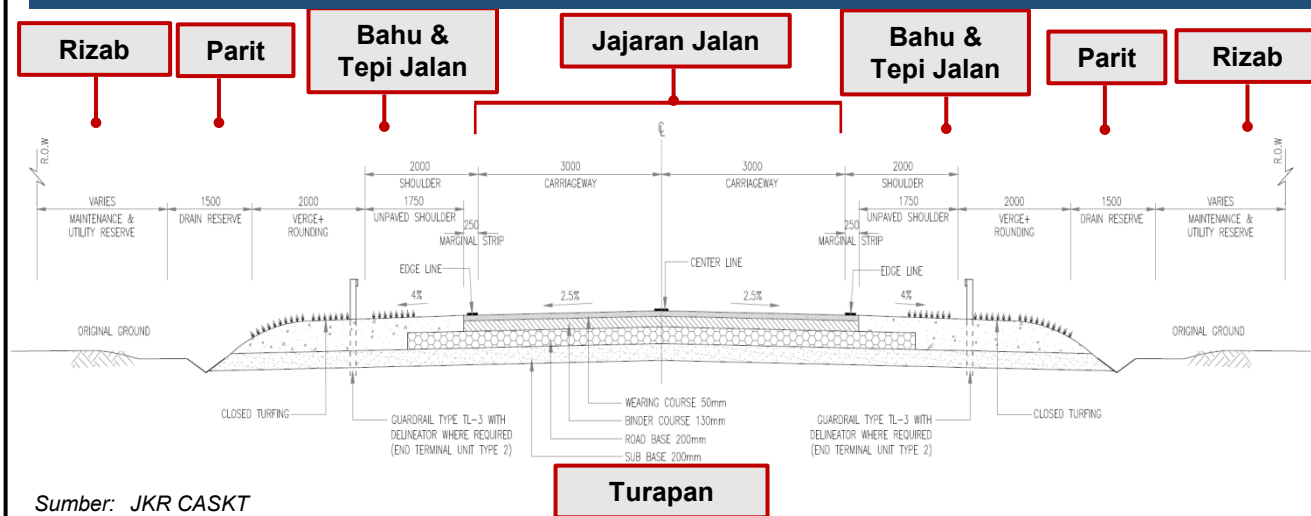 Rizab
Parit
Bahu &
Tepi Jalan
Jajaran Jalan
Bahu &
Tepi Jalan
Parit
Rizab
R.O.W
℄
R.O.W
2000
SHOULDER
3000
CARRIAGEWAY
3000
CARRIAGEWAY
2000
SHOULDER
VARIES
MAINTENANCE &
UTILITY RESERVE
1500
DRAIN RESERVE
2000
VERGE+
ROUNDING
1750
UNPAVED SHOULDER
250
MARGINAL STRIP
1750
UNPAVED SHOULDER
250
MARGINAL STRIP
2000
VERGE+
ROUNDING
1500
DRAIN RESERVE
VARIES
MAINTENANCE &
UTILITY RESERVE
EDGE LINE
CENTER LINE
EDGE LINE
4%
2.5%
2.5%
4%
ORIGINAL GROUND
ORIGINAL GROUND
CLOSED TURFING
GUARDRAIL TYPE TL-3 WITH
DELINEATOR WHERE REQUIRED
(END TERMINAL UNIT TYPE 2)
WEARING COURSE 50mm
BINDER COURSE 130mm
ROAD BASE 200mm
SUB BASE 200mm
GUARDRAIL TYPE TL-3 WITH
DELINEATOR WHERE REQUIRED
(END TERMINAL UNIT TYPE 2)
CLOSED TURFING
Turapan
Sumber: JKR CASKT